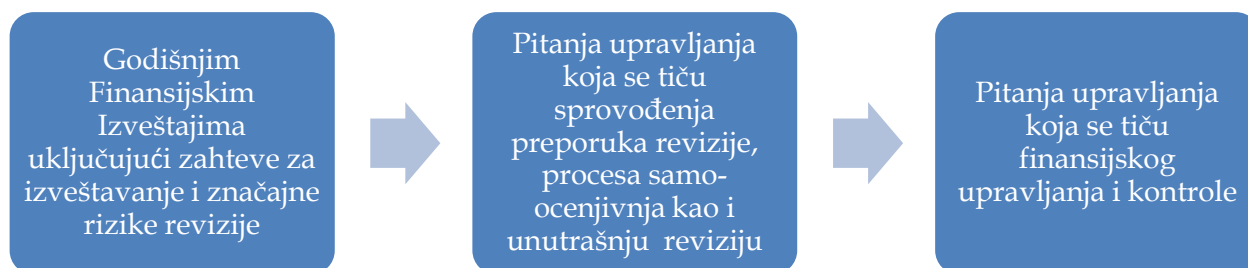 Godišnjim
Finansijskim
Izveštajima
uključujući zahteve za
izveštavanje i značajne
rizike revizije
Pitanja upravljanja
koja se tiču
sprovođenja
preporuka revizije,
procesa samo-
ocenjivnja kao i
unutrašnju reviziju
Pitanja upravljanja
koja se tiču
finansijskog
upravljanja i kontrole